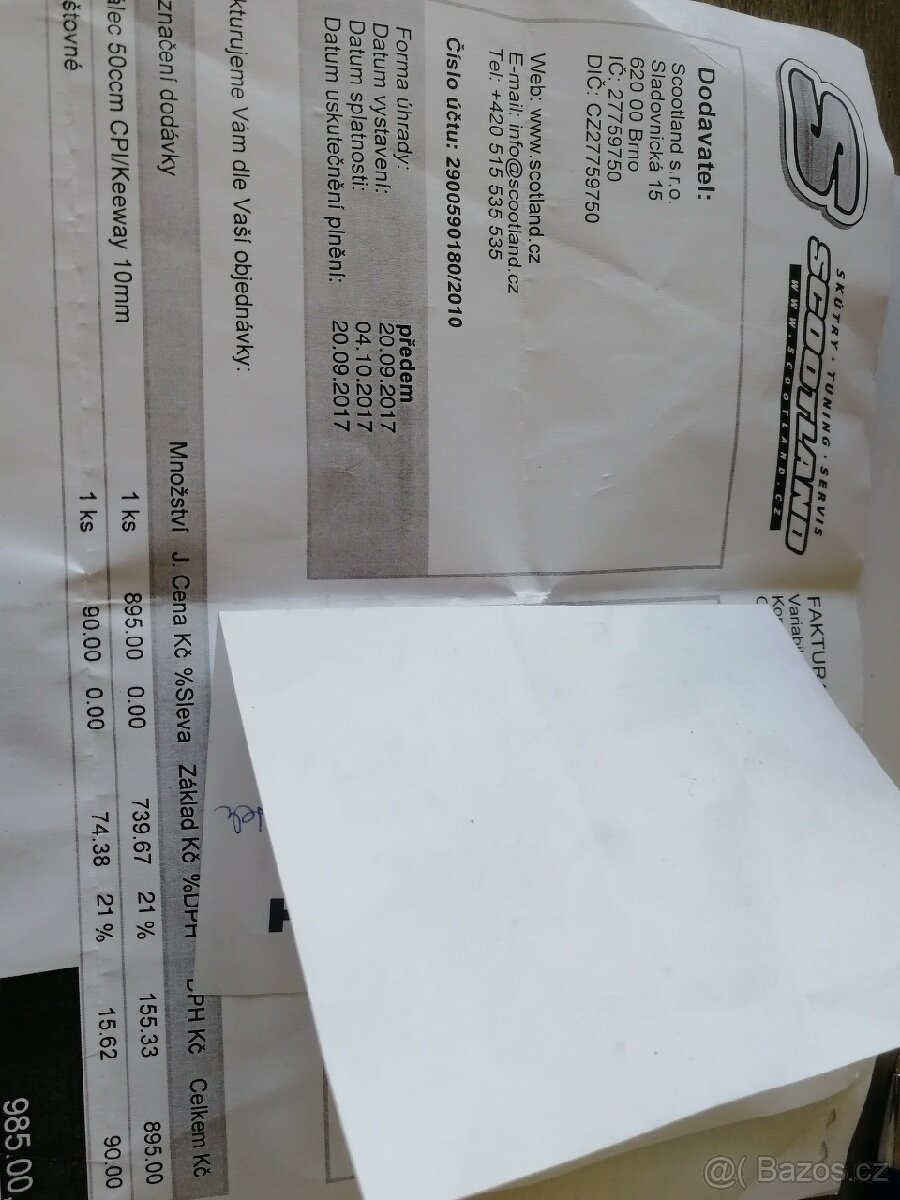 S
SKÚTRY · TUNING · SERVIS
SCOOTLAND
WWW.SCOOTLAND.CZ
Dodavatel:
Scootland s.r.o.
Sladovnická 15
620 00 Brno
IČ: 27759750
DIČ: CZ27759750
Web: www.scotland.cz
E-mail: info@scootland.cz
Tel: +420 515 535 535
Číslo účtu: 2900590180/2010
Forma úhrady: předem
Datum vystavení: 20.09.2017
Datum splatnosti: 04.10.2017
Datum uskutečnění plnění: 20.09.2017
FAKTUR
Variabi
Kon
kturujeme Vám dle Vaší objednávky:
značení dodávky Množství J. Cena Kč %Sleva Základ Kč %DPH DPH Kč Celkem Kč
álec 50ccm CPI/Keeway 10mm 1 ks 895.00 0.00 739.67 21 % 155.33 895.00
štovné 1 ks 90.00 0.00 74.38 21 % 15.62 90.00
985.00
@( Bazos.cz